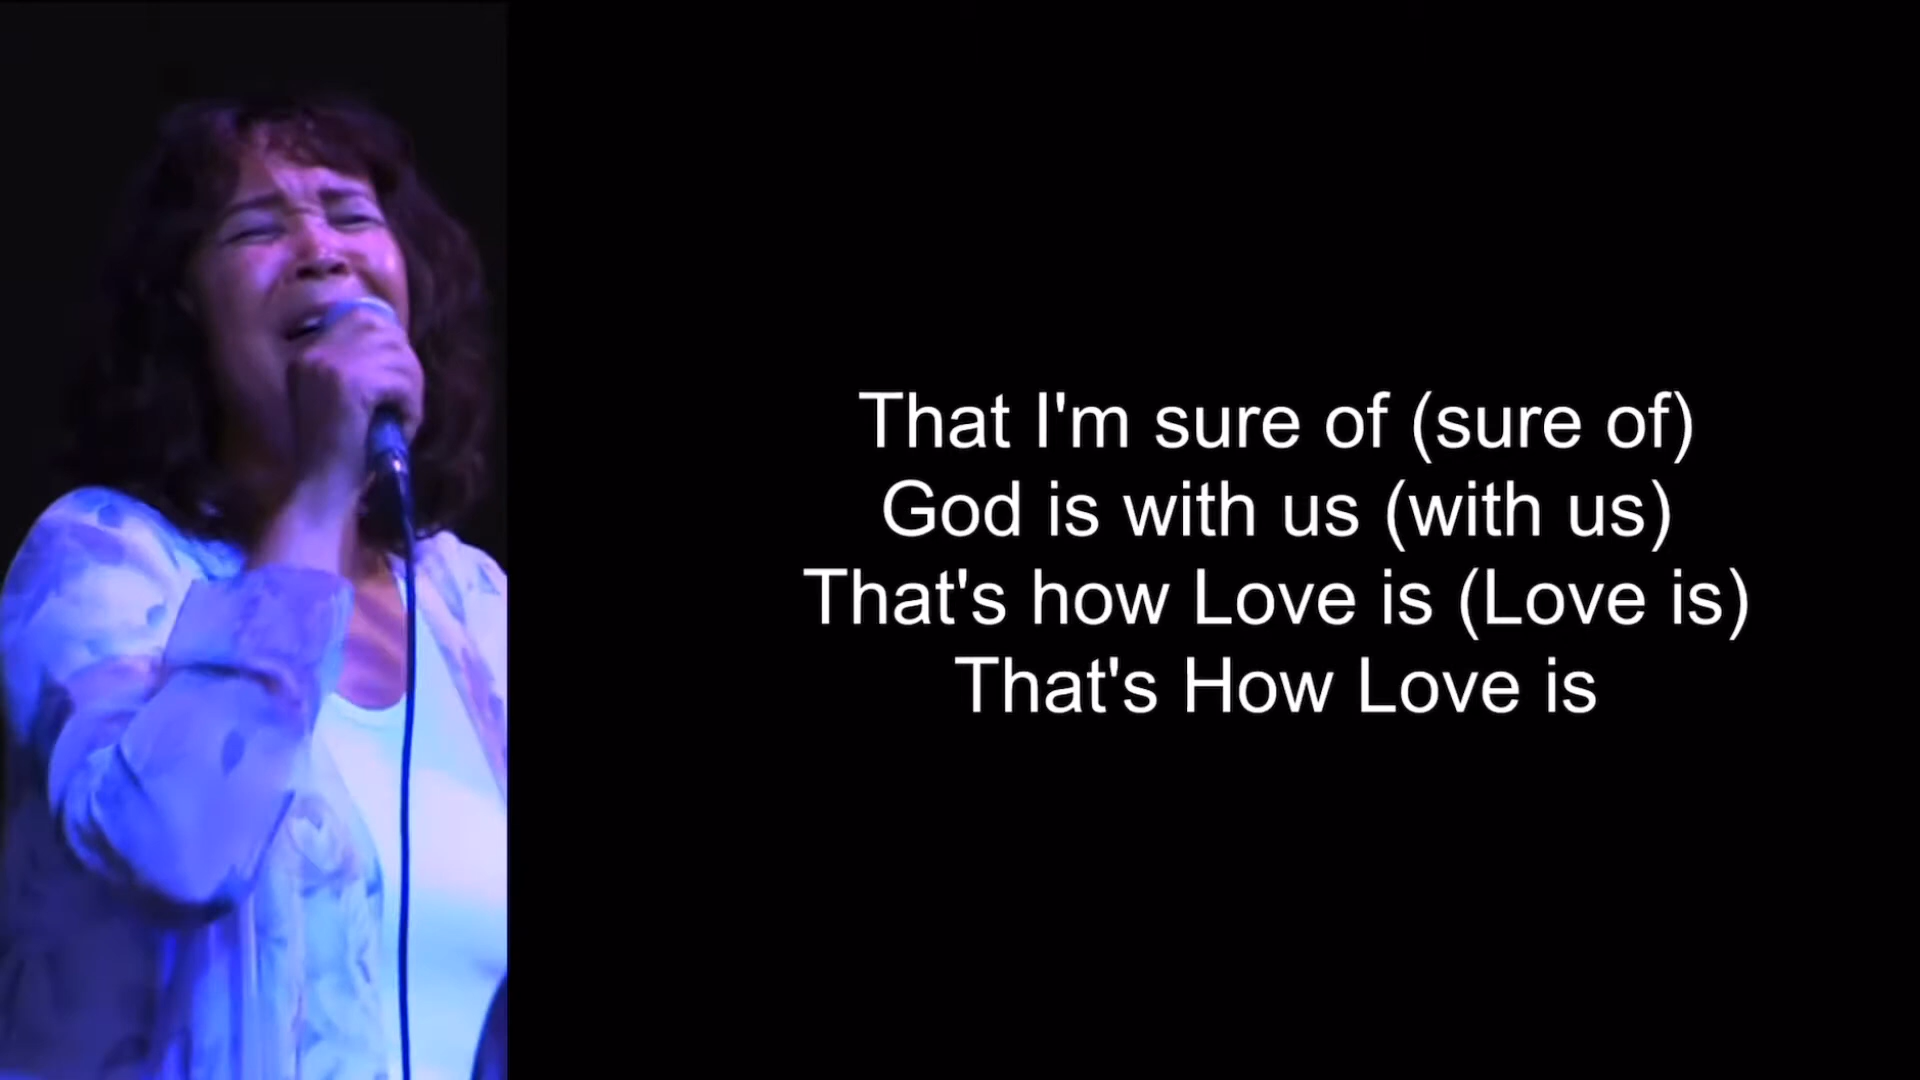 That I'm sure of (sure of)
God is with us (with us)
That's how Love is (Love is)
That's How Love is